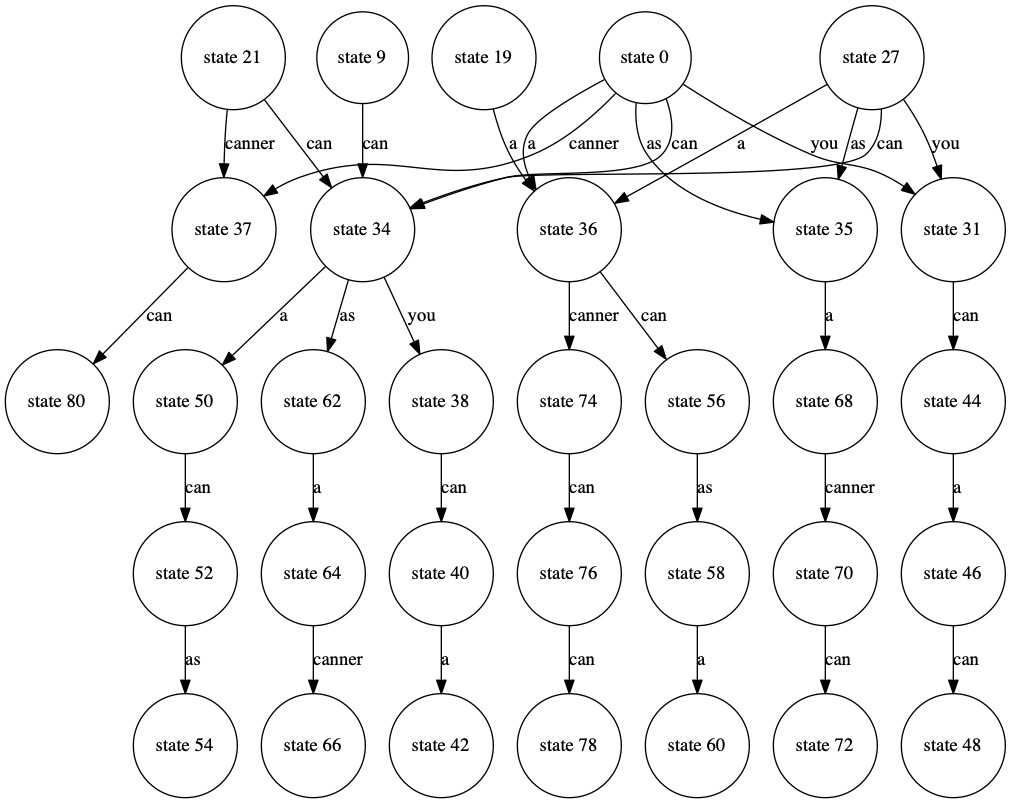 state 21
state 9
state 19
state 0
state 27
canner
can
can
a
a
canner
as
can
a
you
as
can
you
state 37
state 34
state 36
state 35
state 31
can
a
as
you
canner
can
a
can
state 80
state 50
state 62
state 38
state 74
state 56
state 68
state 44
can
a
can
can
as
canner
a
state 52
state 64
state 40
state 76
state 58
state 70
state 46
as
canner
a
can
a
can
can
state 54
state 66
state 42
state 78
state 60
state 72
state 48